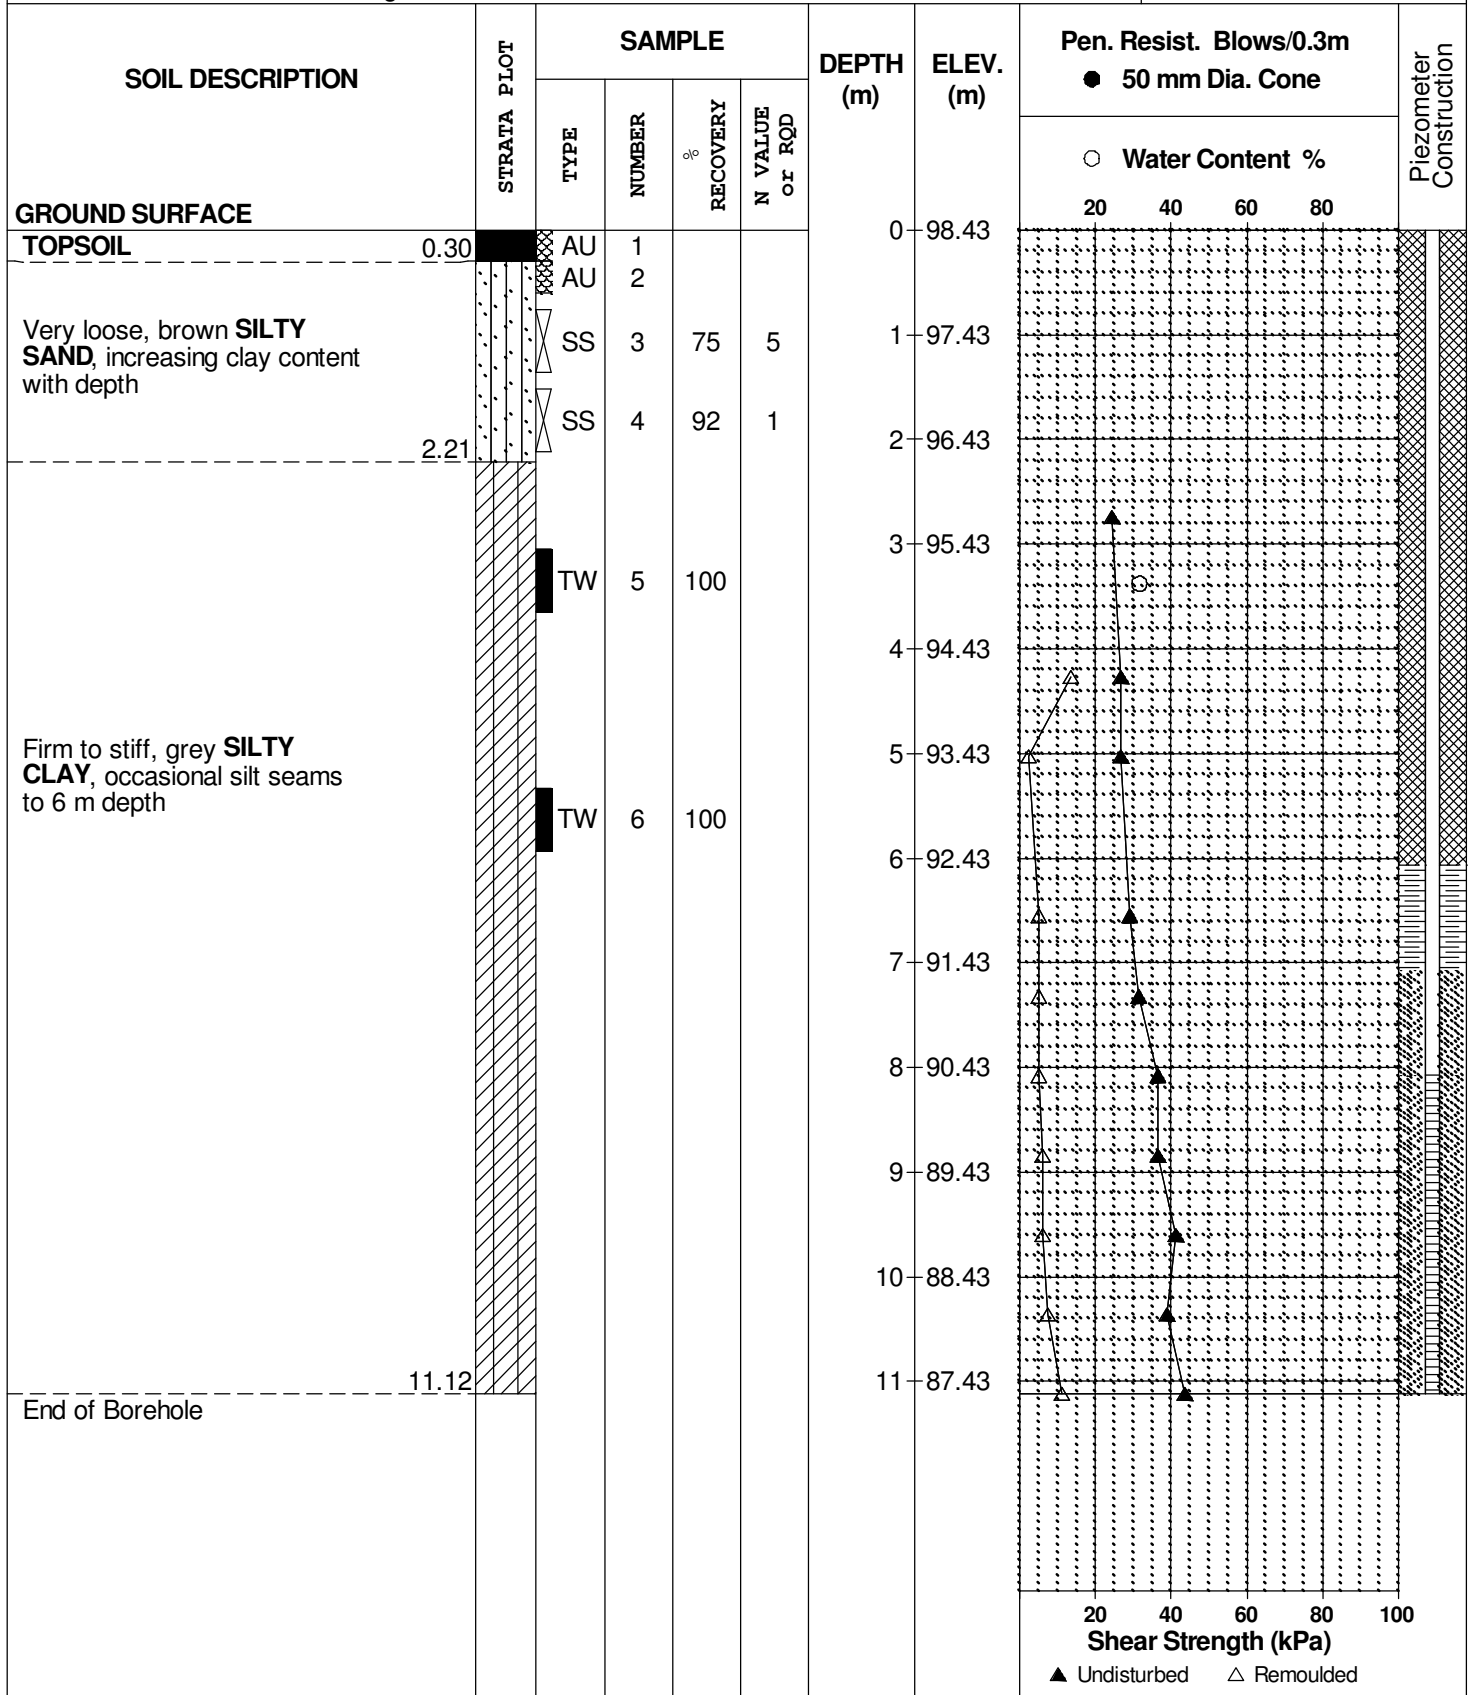 SOIL DESCRIPTION
STRATA PLOT
SAMPLE
TYPE
NUMBER
% RECOVERY
N VALUE or RQD
DEPTH (m)
ELEV. (m)
Pen. Resist. Blows/0.3m
● 50 mm Dia. Cone
○ Water Content %
Piezometer Construction
20 40 60 80
GROUND SURFACE
0 98.43
TOPSOIL 0.30
AU 1
AU 2
Very loose, brown SILTY
SAND, increasing clay content
with depth
SS 3 75 5
1 97.43
SS 4 92 1
2 96.43
2.21
3 95.43
TW 5 100
4 94.43
Firm to stiff, grey SILTY
CLAY, occasional silt seams
to 6 m depth
5 93.43
TW 6 100
6 92.43
7 91.43
8 90.43
9 89.43
10 88.43
11.12
11 87.43
End of Borehole
20 40 60 80 100
Shear Strength (kPa)
▲ Undisturbed △ Remoulded